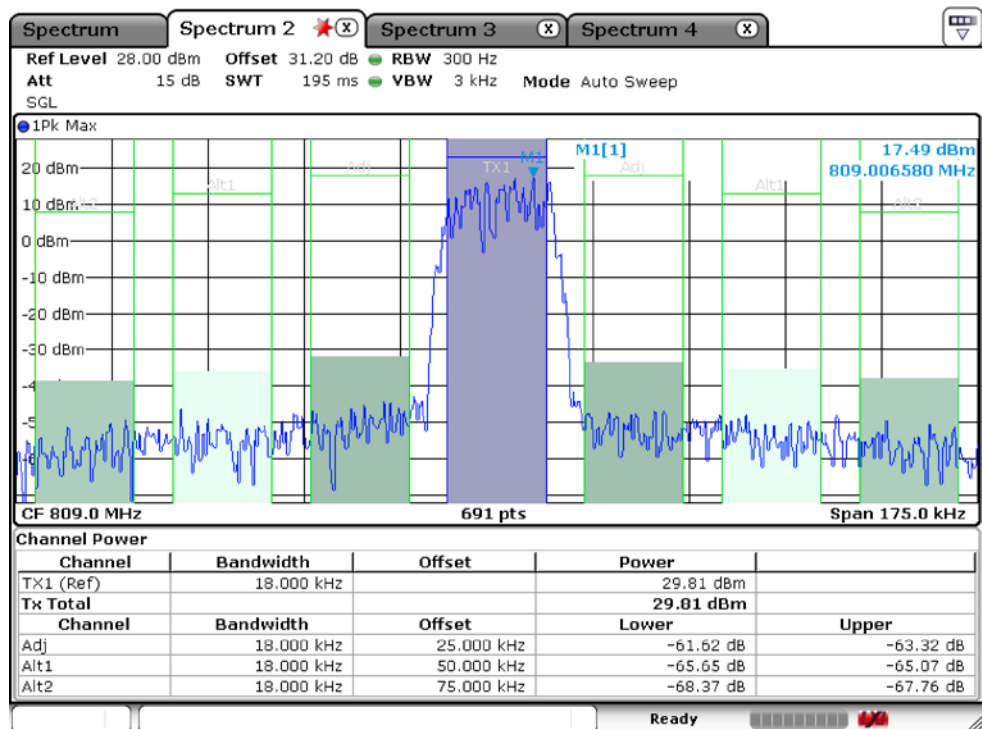 Spectrum Spectrum 2 X Spectrum 3 X Spectrum 4 X
Ref Level 28.00 dBm Offset 31.20 dB RBW 300 Hz
Att 15 dB SWT 195 ms VBW 3 kHz Mode Auto Sweep
SGL
1Pk Max
M1[1] 17.49 dBm
809.006580 MHz
M1
20 dBm Adj TX1 Adj
Alt1 Alt1
10 dBm Alt2 Alt2
0 dBm
-10 dBm
-20 dBm
-30 dBm
CF 809.0 MHz 691 pts Span 175.0 kHz
Channel Power
Channel Bandwidth Offset Power
TX1 (Ref) 18.000 kHz 29.81 dBm
Tx Total 29.81 dBm
Channel Bandwidth Offset Lower Upper
Adj 18.000 kHz 25.000 kHz -61.62 dB -63.32 dB
Alt1 18.000 kHz 50.000 kHz -65.65 dB -65.07 dB
Alt2 18.000 kHz 75.000 kHz -68.37 dB -67.76 dB
Ready